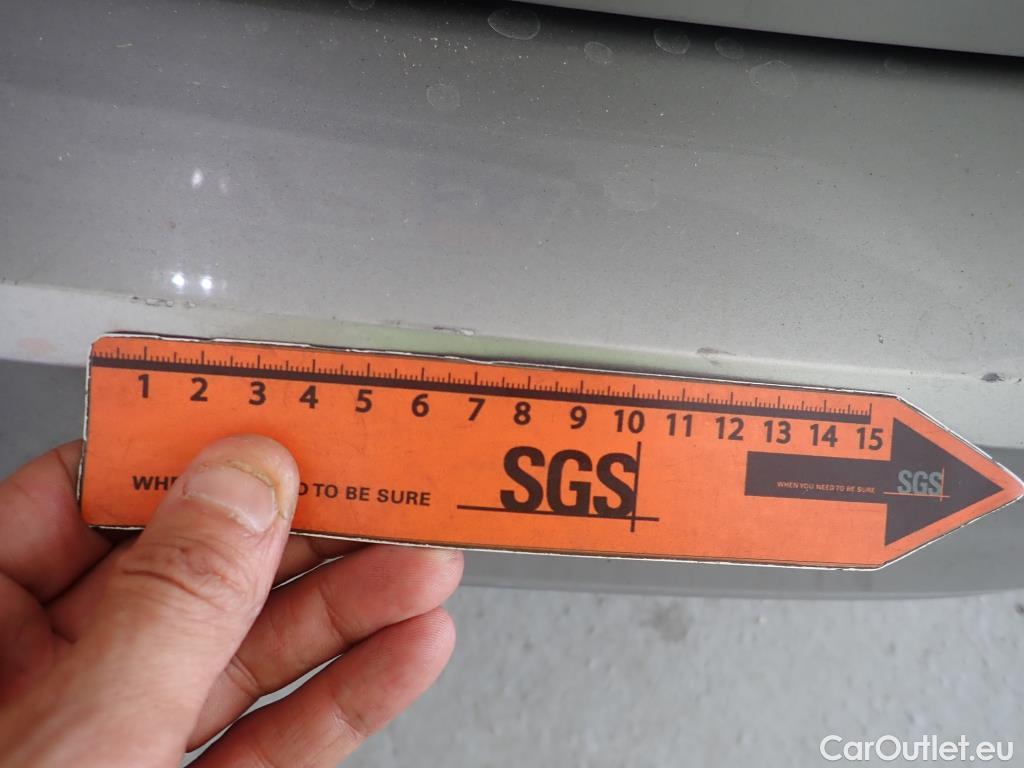 1 2 3 4 5 6 7 8 9 10 11 12 13 14 15
SGS
WHEN YOU NEED TO BE SURE
SGS
TO BE SURE
CarOutlet.eu